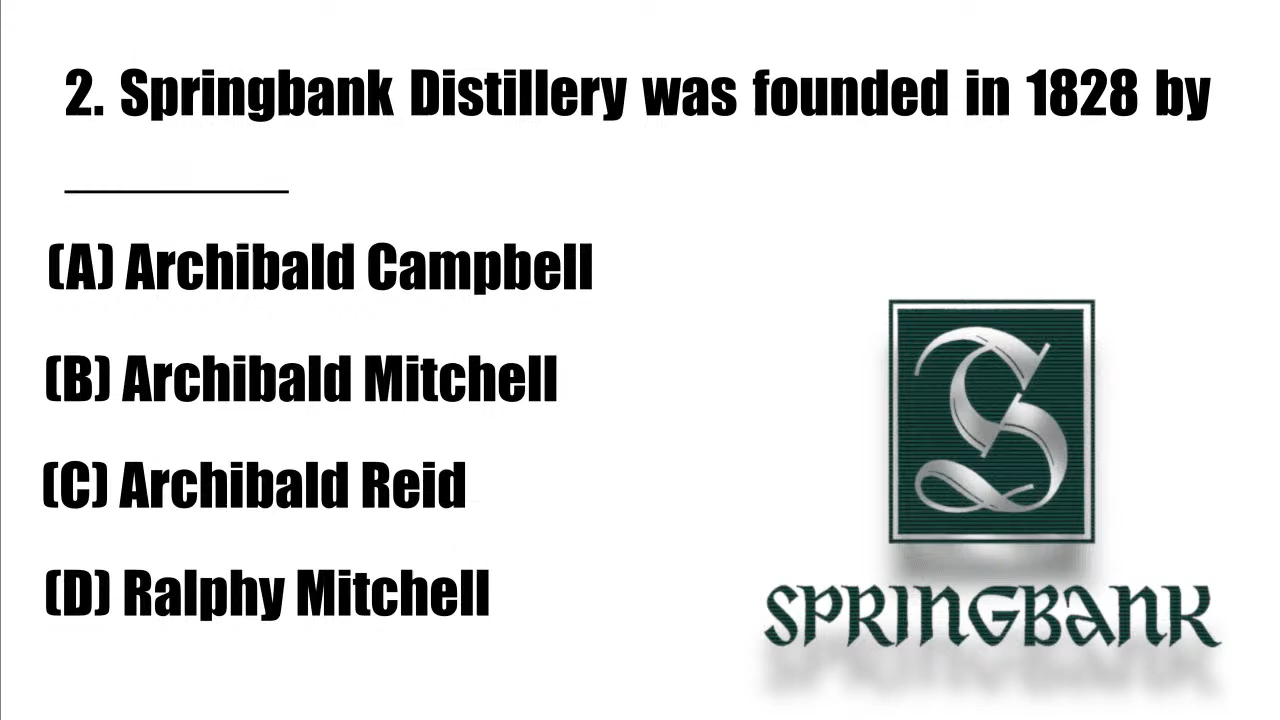 2. Springbank Distillery was founded in 1828 by
__________
(A) Archibald Campbell
(B) Archibald Mitchell
(C) Archibald Reid
(D) Ralphy Mitchell
S
SPRINGBANK